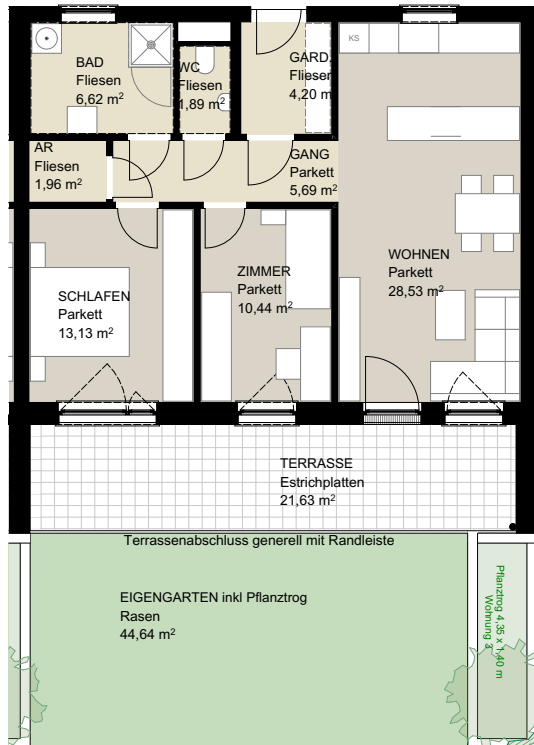 BAD
Fliesen
6,62 m²
WC
Fliesen
1,89 m²
GARD.
Fliesen
4,20 m²
KS
AR
Fliesen
1,96 m²
GANG
Parkett
5,69 m²
WOHNEN
Parkett
28,53 m²
SCHLAFEN
Parkett
13,13 m²
ZIMMER
Parkett
10,44 m²
TERRASSE
Estrichplatten
21,63 m²
Terrassenabschluss generell mit Randleiste
EIGENGARTEN inkl Pflanztrog
Rasen
44,64 m²
Pflanztrog 4,35 x 1,40 m
Wohnung 3